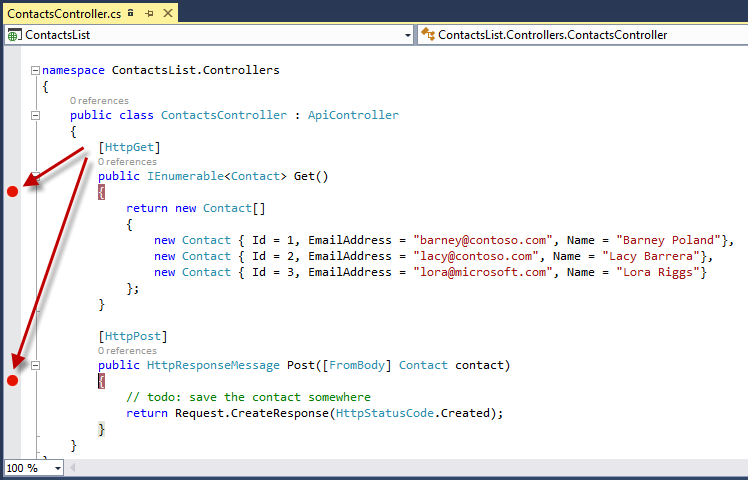 ContactsController.cs
ContactsList ContactsList.Controllers.ContactsController
namespace ContactsList.Controllers
{
0 references
public class ContactsController : ApiController
{
[HttpGet]
0 references
public IEnumerable<Contact> Get()
{
return new Contact[]
{
new Contact { Id = 1, EmailAddress = "barney@contoso.com", Name = "Barney Poland"},
new Contact { Id = 2, EmailAddress = "lacy@contoso.com", Name = "Lacy Barrera"},
new Contact { Id = 3, EmailAddress = "lora@microsoft.com", Name = "Lora Riggs"}
};
}
[HttpPost]
0 references
public HttpResponseMessage Post([FromBody] Contact contact)
{
// todo: save the contact somewhere
return Request.CreateResponse(HttpStatusCode.Created);
}
}
100 %